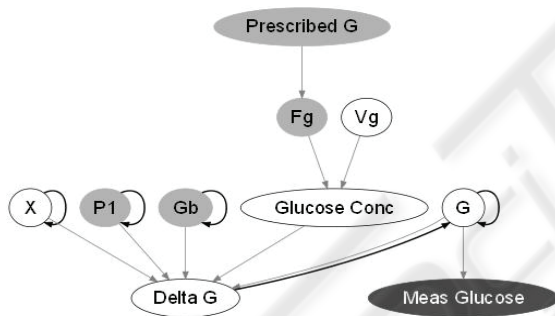 Prescribed G
Fg
Vg
X
P1
Gb
Glucose Conc
G
Delta G
Meas Glucose